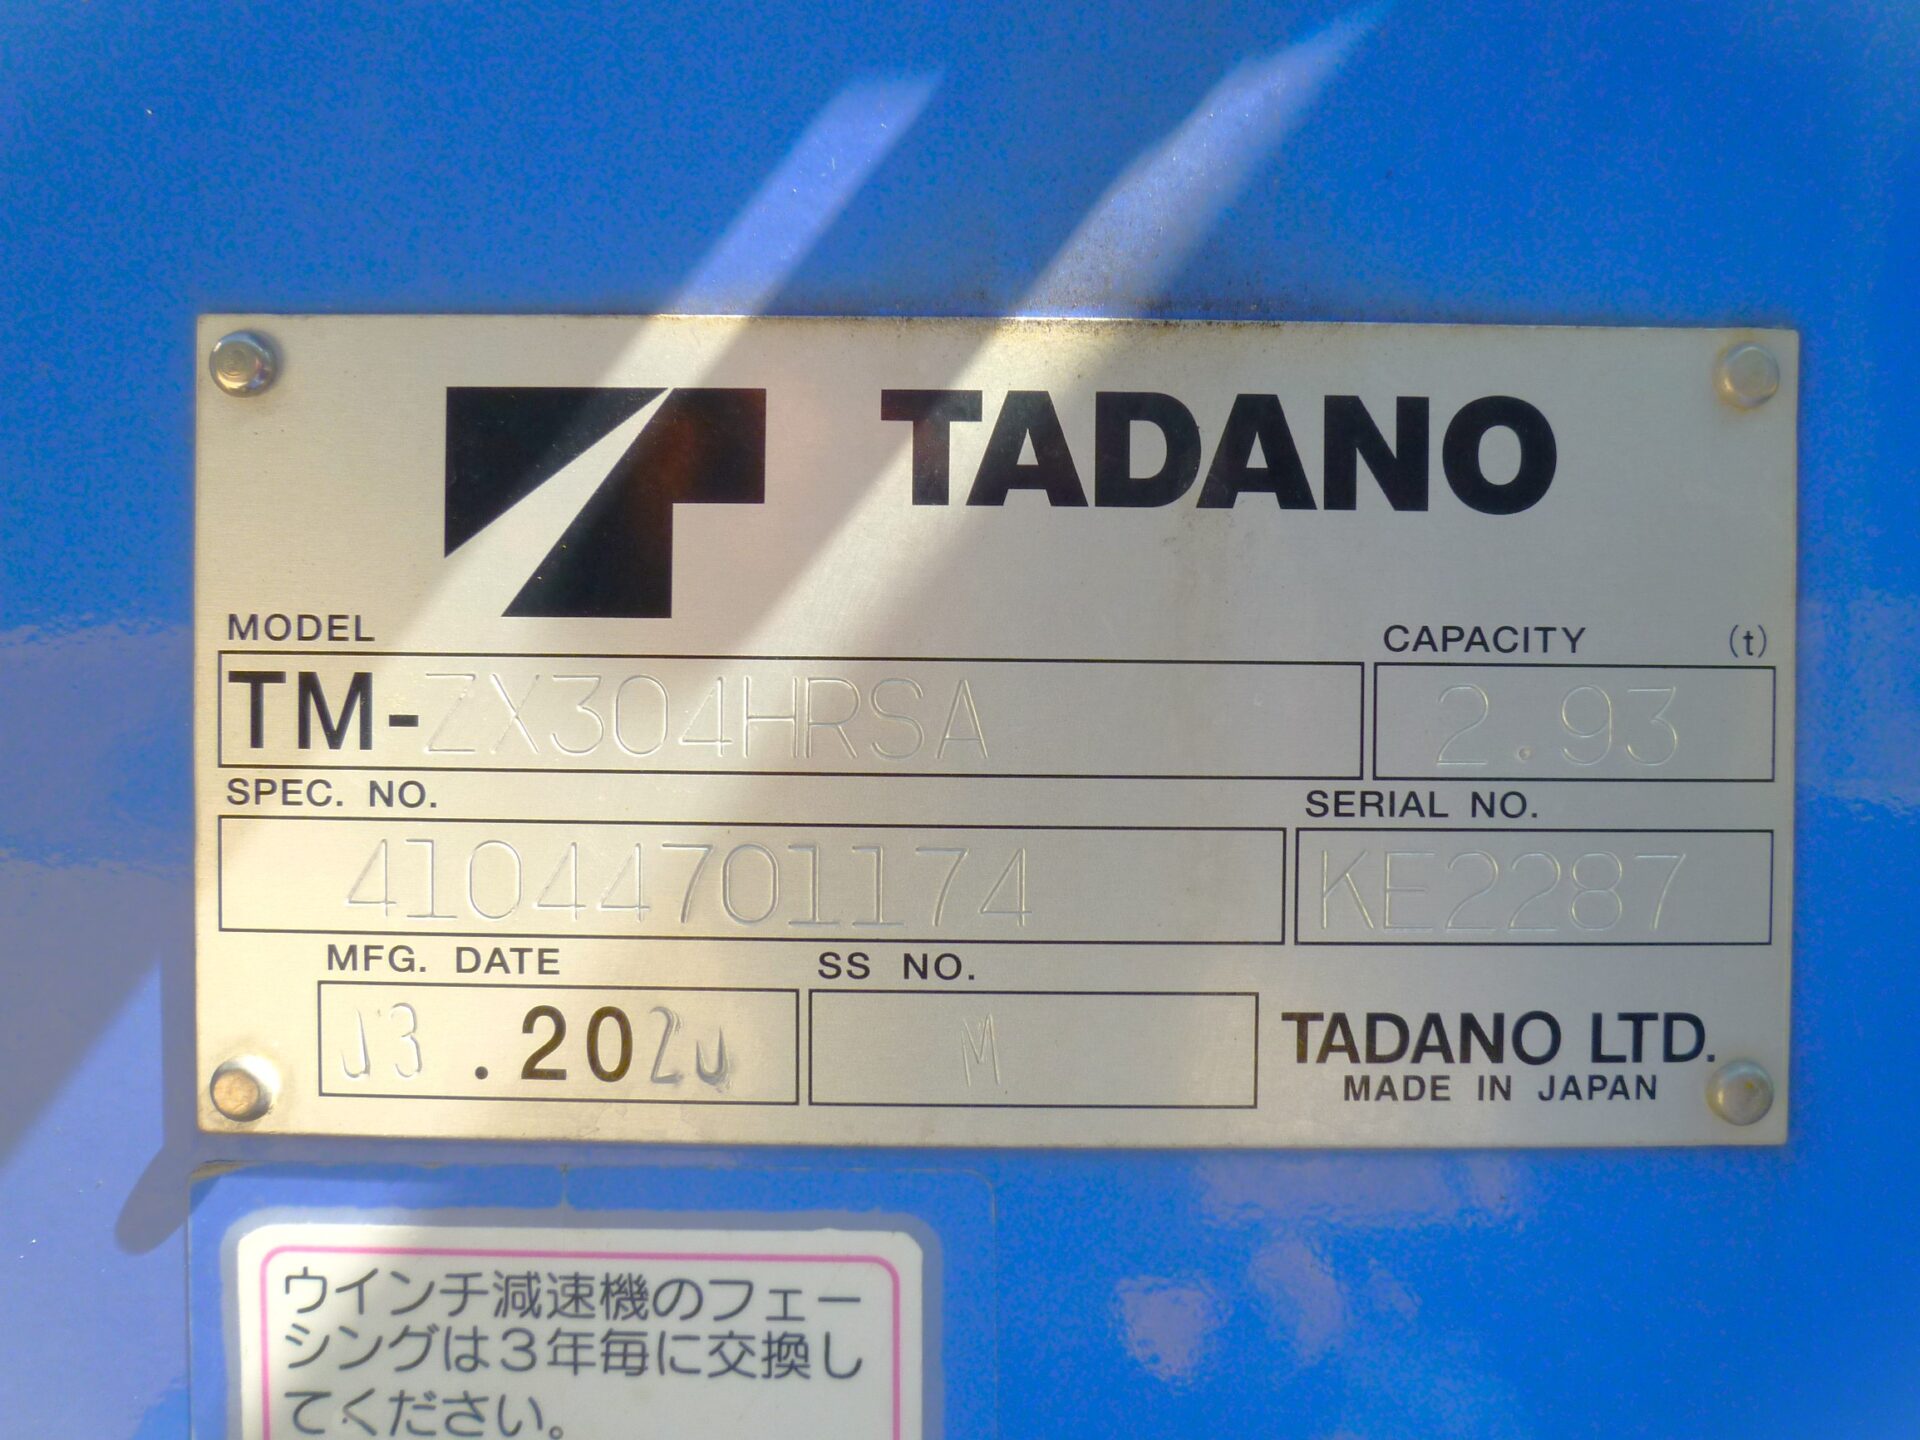 TADANO
MODEL
CAPACITY (t)
TM-ZX304HRSA
2.93
SPEC. NO.
SERIAL NO.
41044701174
KE2287
MFG. DATE
SS NO.
03.2020
M
TADANO LTD.
MADE IN JAPAN
ウインチ減速機のフェー
シングは3年毎に交換し
てください。